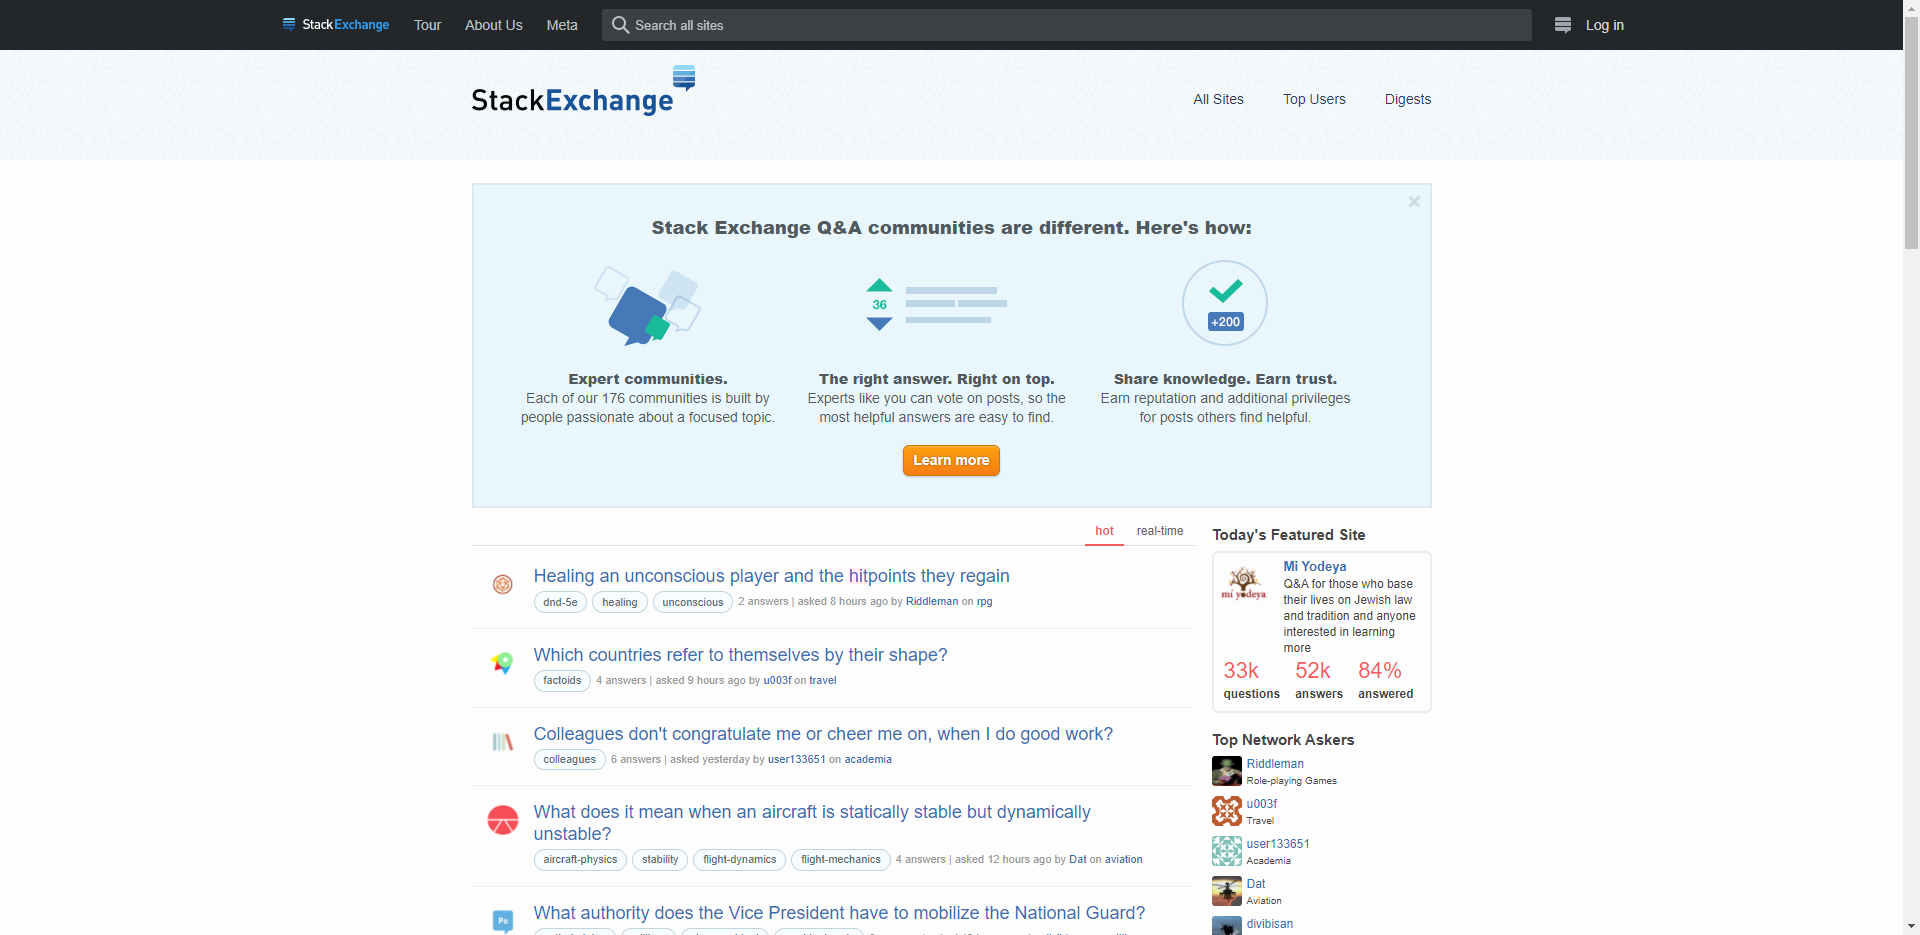 StackExchange Tour About Us Meta Search all sites Log in
StackExchange
All Sites Top Users Digests
Stack Exchange Q&A communities are different. Here's how:
36
+200
Expert communities.
Each of our 176 communities is built by
people passionate about a focused topic.
The right answer. Right on top.
Experts like you can vote on posts, so the
most helpful answers are easy to find.
Share knowledge. Earn trust.
Earn reputation and additional privileges
for posts others find helpful.
Learn more
hot real-time
Healing an unconscious player and the hitpoints they regain
dnd-5e healing unconscious 2 answers | asked 8 hours ago by Riddleman on rpg
Which countries refer to themselves by their shape?
factoids 4 answers | asked 9 hours ago by u003f on travel
Colleagues don't congratulate me or cheer me on, when I do good work?
colleagues 6 answers | asked yesterday by user133651 on academia
What does it mean when an aircraft is statically stable but dynamically
unstable?
aircraft-physics stability flight-dynamics flight-mechanics 4 answers | asked 12 hours ago by Dat on aviation
Po
What authority does the Vice President have to mobilize the National Guard?
Today's Featured Site
mi yodeya
Mi Yodeya
Q&A for those who base
their lives on Jewish law
and tradition and anyone
interested in learning
more
33k 52k 84%
questions answers answered
Top Network Askers
Riddleman
Role-playing Games
u003f
Travel
user133651
Academia
Dat
Aviation
divibisan